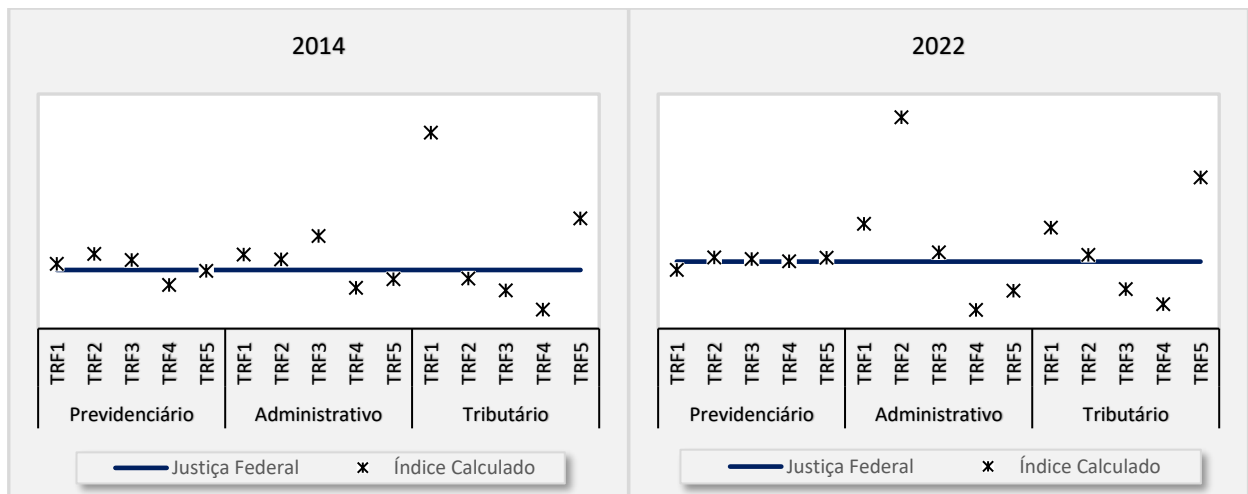 2014
TRF1 TRF2 TRF3 TRF4 TRF5 TRF1 TRF2 TRF3 TRF4 TRF5 TRF1 TRF2 TRF3 TRF4 TRF5
Previdenciário Administrativo Tributário
Justiça Federal Índice Calculado
2022
TRF1 TRF2 TRF3 TRF4 TRF5 TRF1 TRF2 TRF3 TRF4 TRF5 TRF1 TRF2 TRF3 TRF4 TRF5
Previdenciário Administrativo Tributário
Justiça Federal Índice Calculado